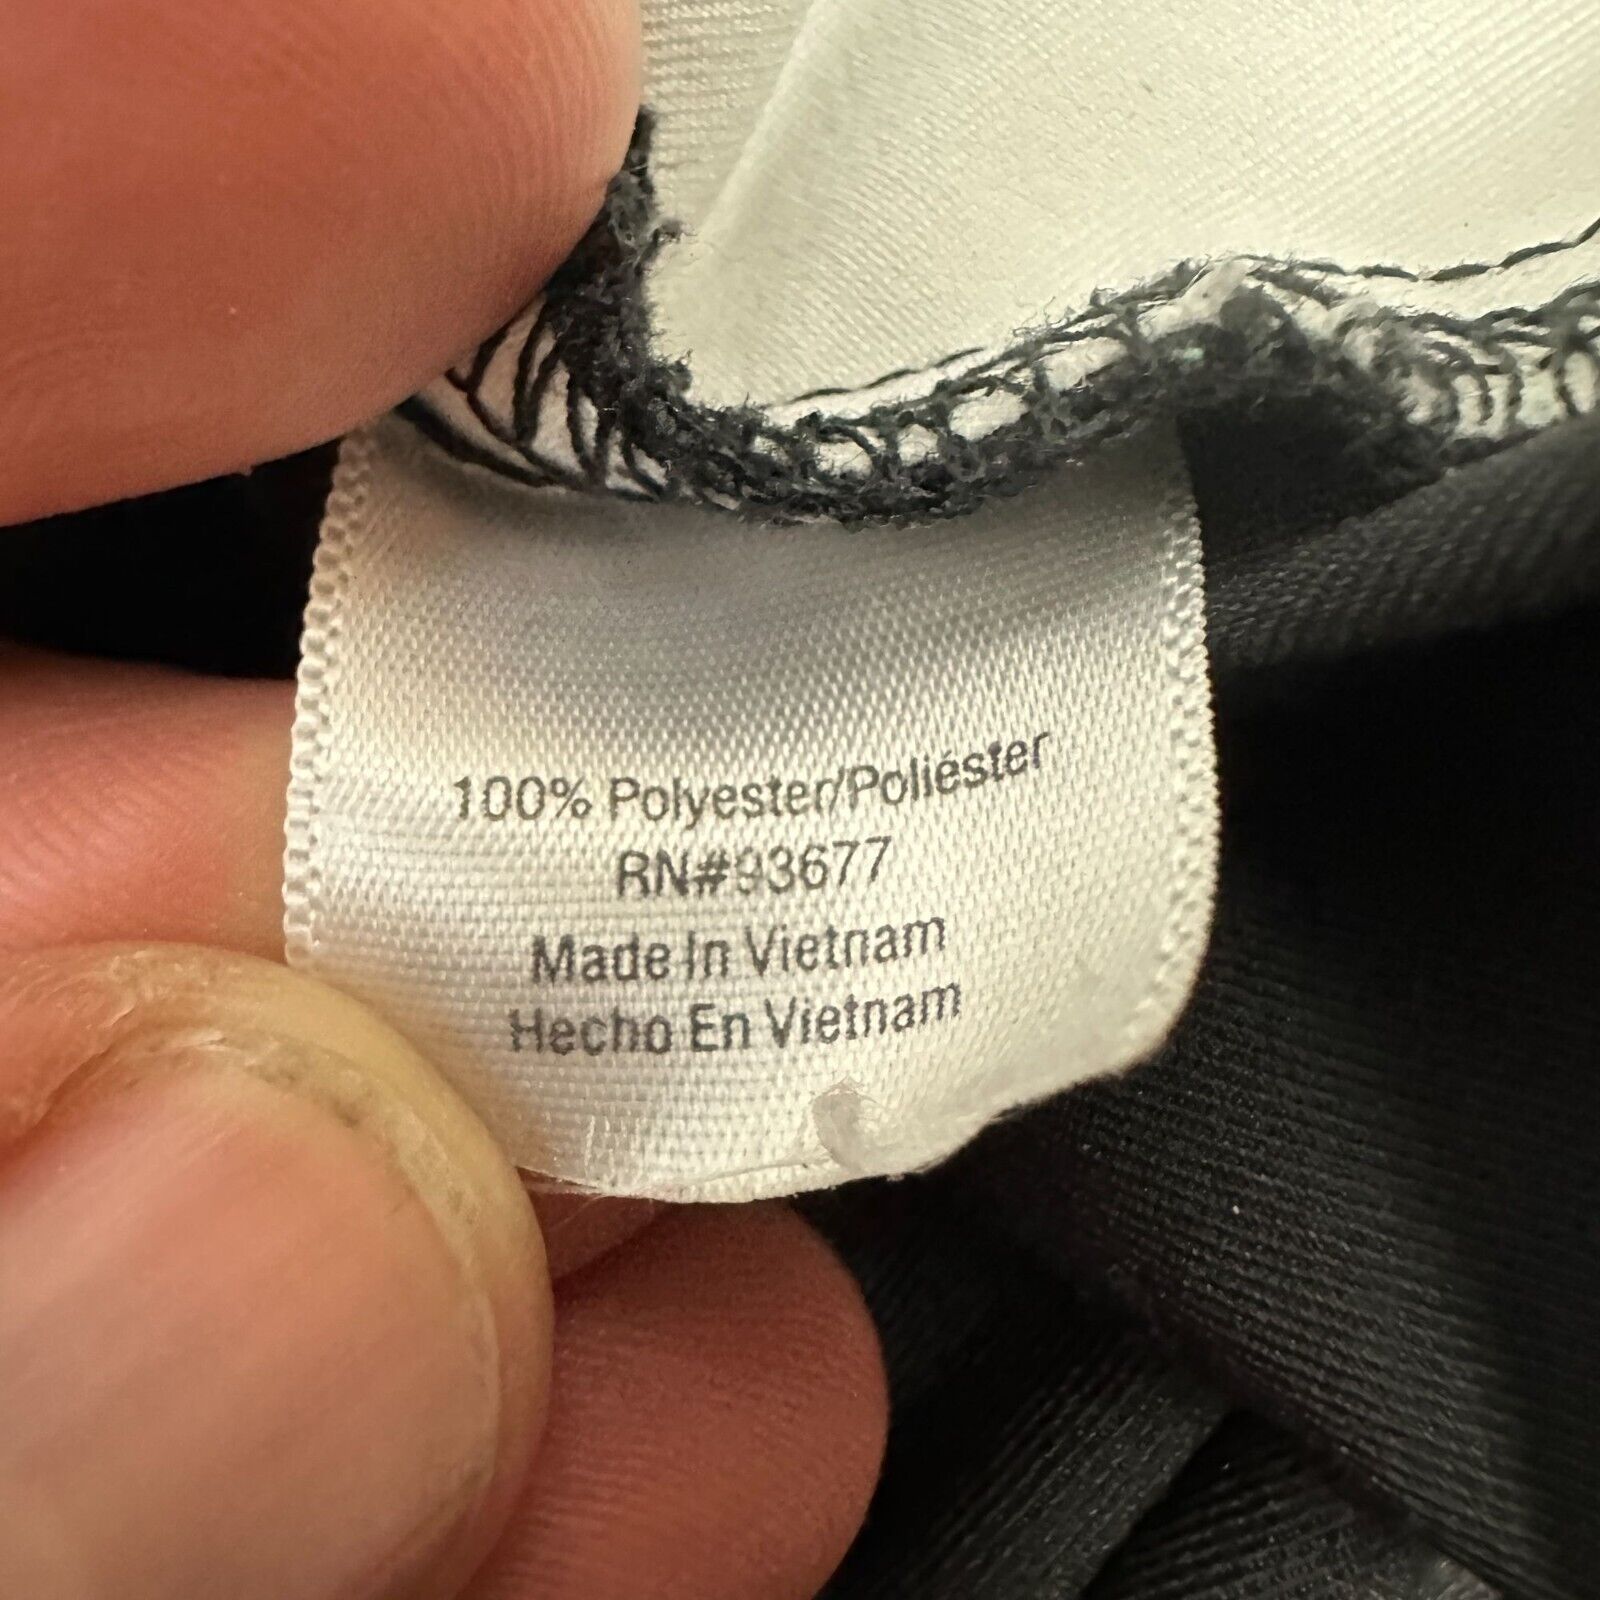 100% Polyester/Poliéster
RN#93677
Made In Vietnam
Hecho En Vietnam